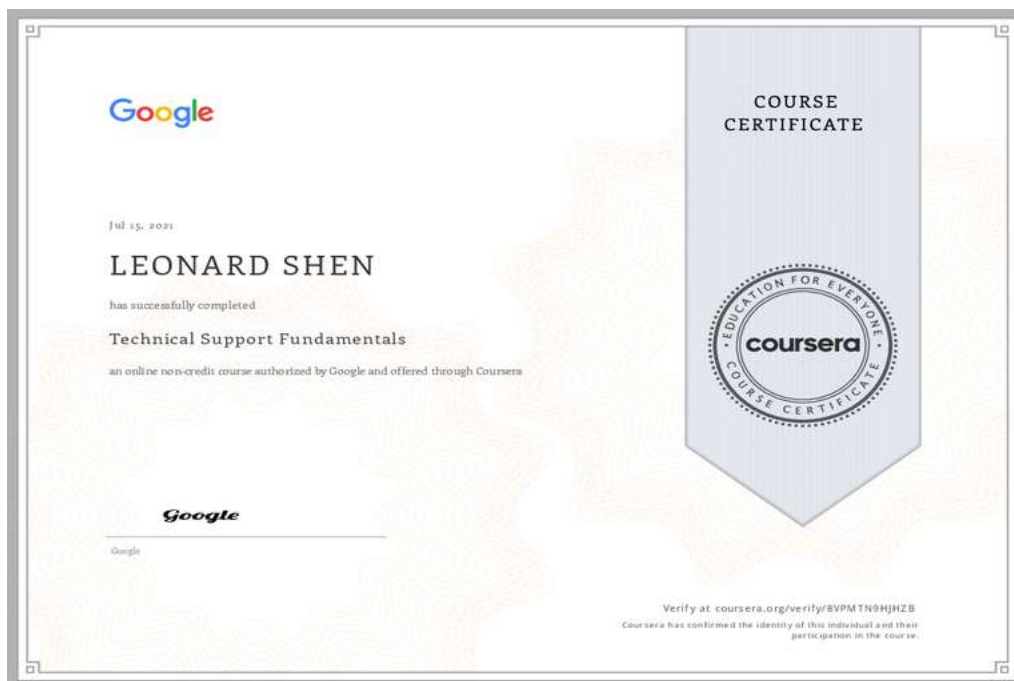 Google
COURSE
CERTIFICATE
Jul 15, 2021
LEONARD SHEN
has successfully completed
Technical Support Fundamentals
an online non-credit course authorized by Google and offered through Coursera
EDUCATION FOR EVERYONE
coursera
COURSE CERTIFICATE
Google
Google
Verify at coursera.org/verify/8VPMTN9HJHZB
Coursera has confirmed the identity of this individual and their
participation in the course.